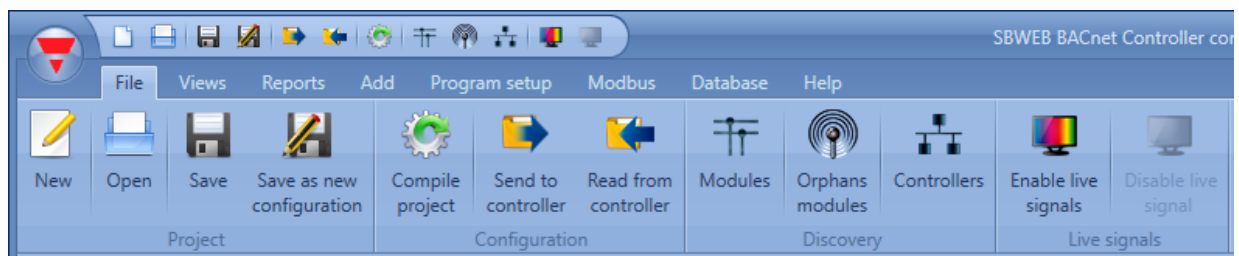 SBWEB BACnet Controller cor
File Views Reports Add Program setup Modbus Database Help
New Open Save Save as new configuration Compile project Send to controller Read from controller Modules Orphans modules Controllers Enable live signals Disable live signal
Project Configuration Discovery Live signals